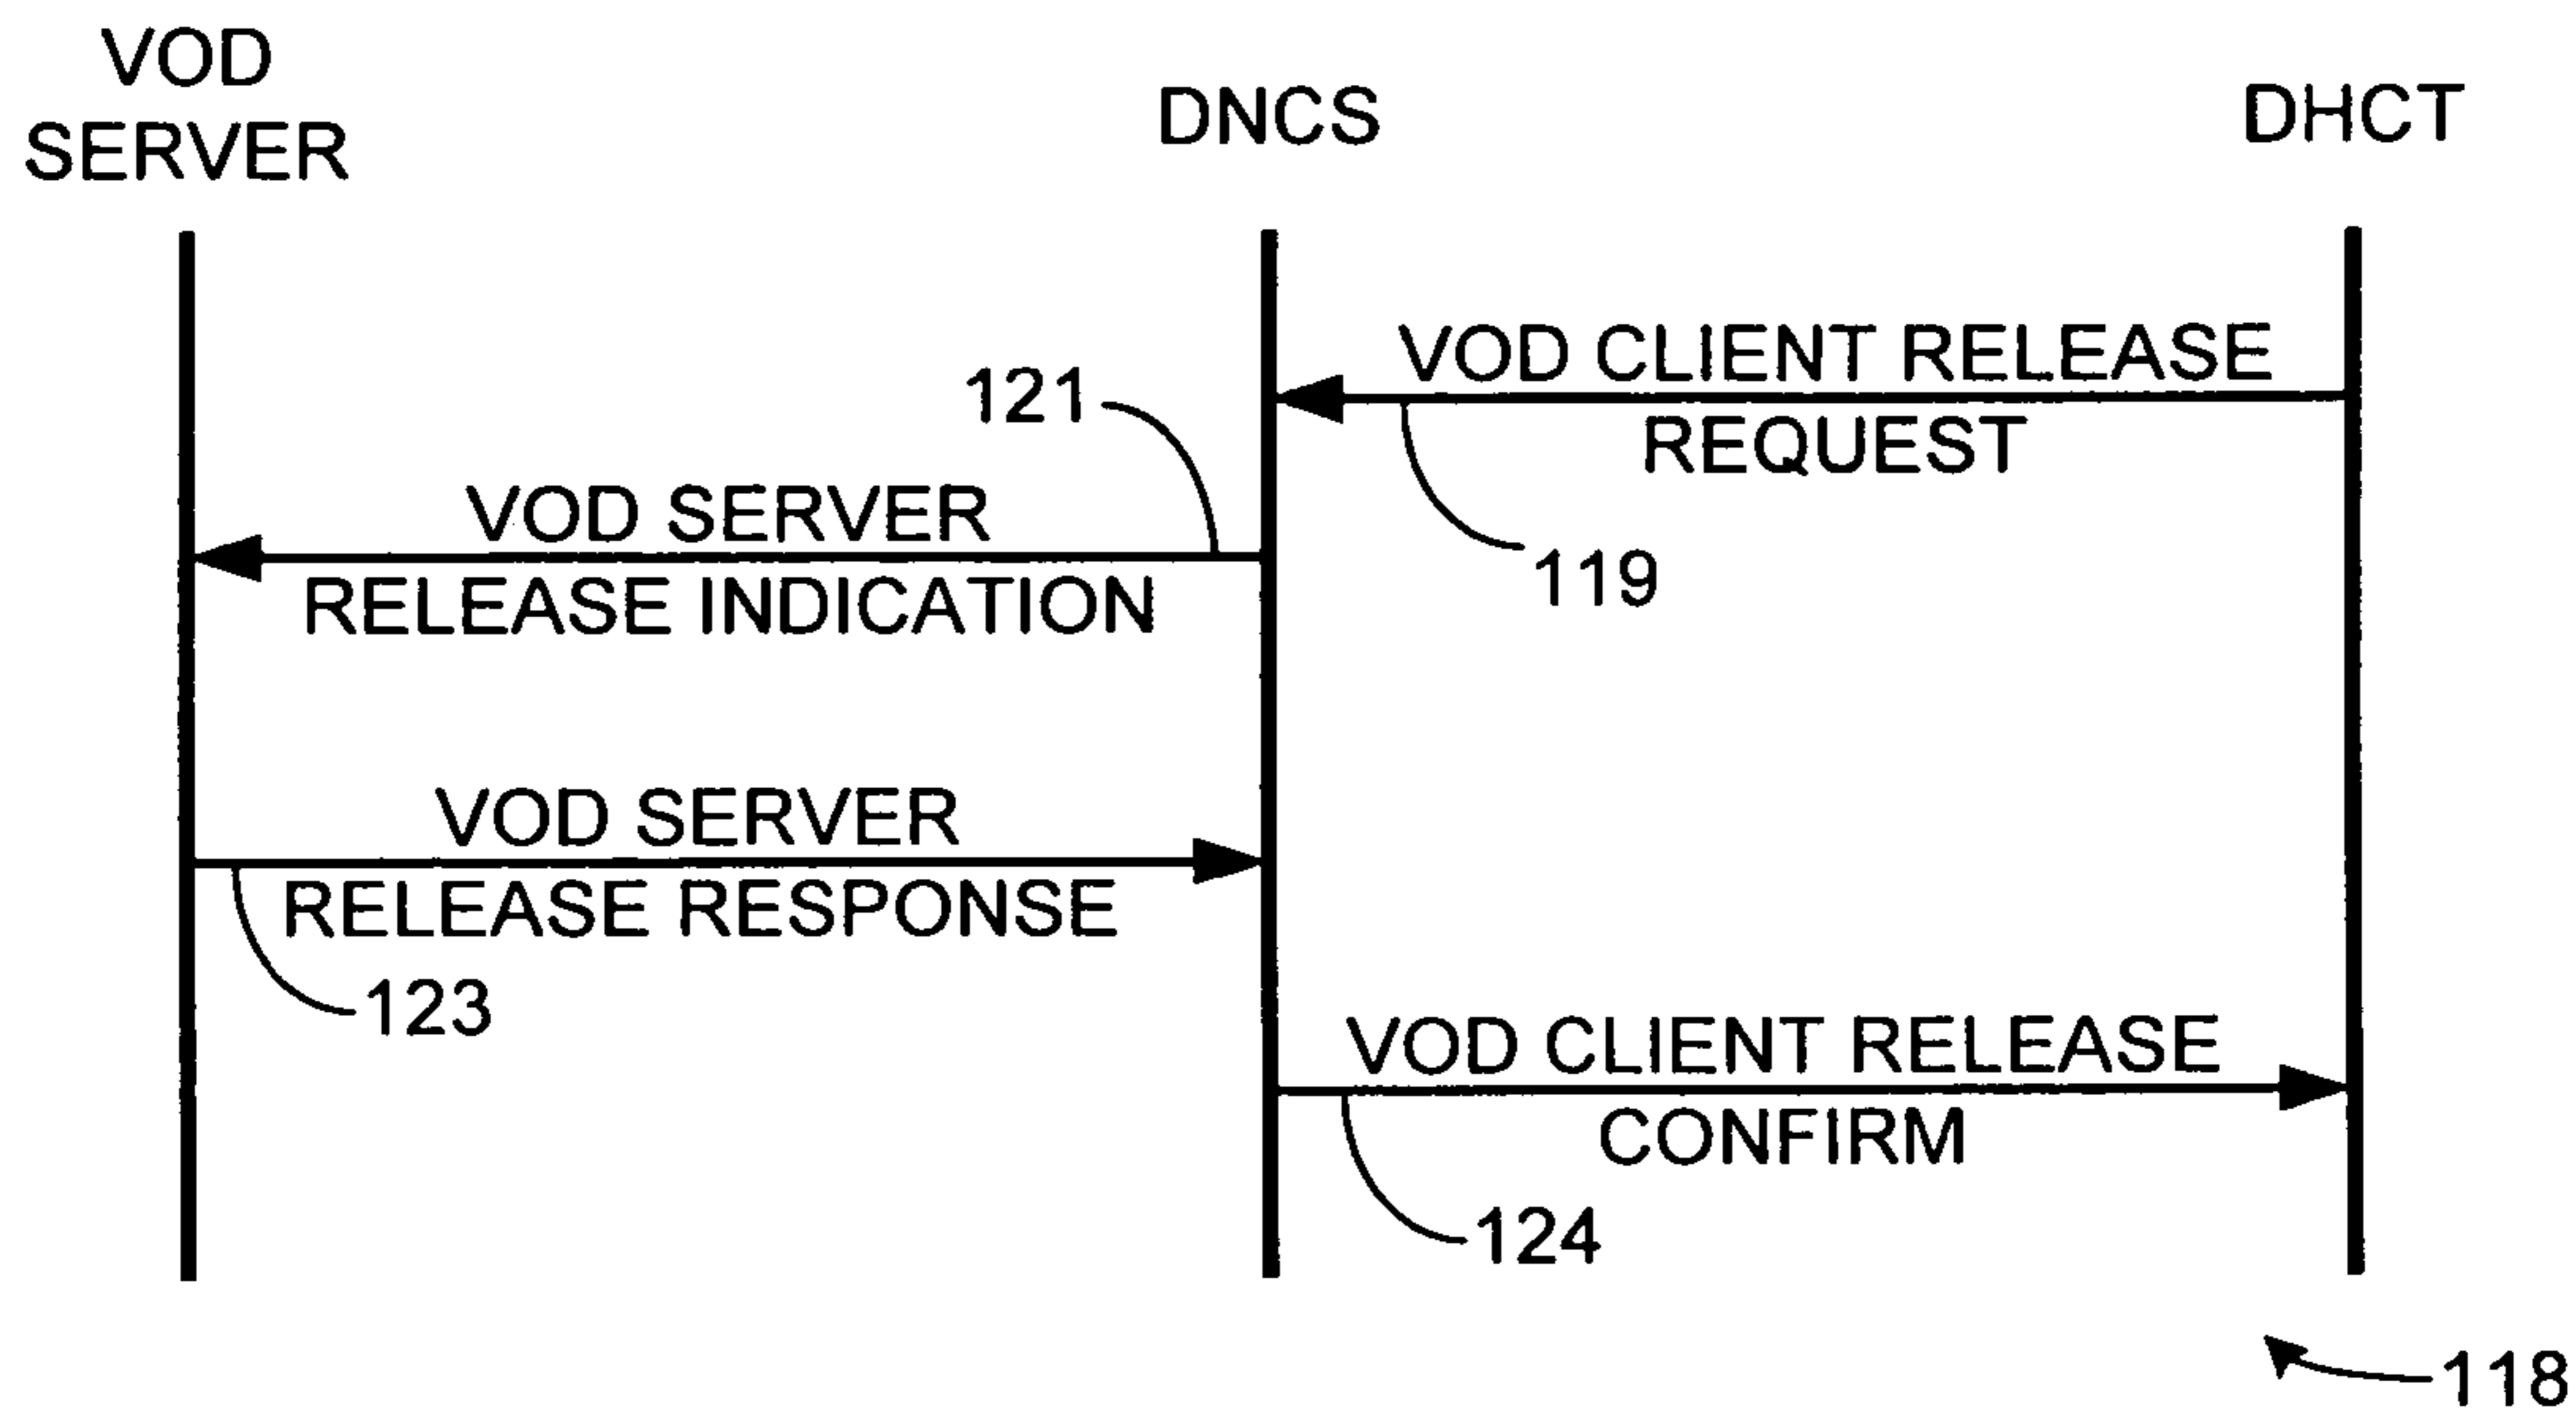 VOD
SERVER
DNCS
DHCT
VOD CLIENT RELEASE
REQUEST
119
121
VOD SERVER
RELEASE INDICATION
VOD SERVER
RELEASE RESPONSE
123
VOD CLIENT RELEASE
CONFIRM
124
118